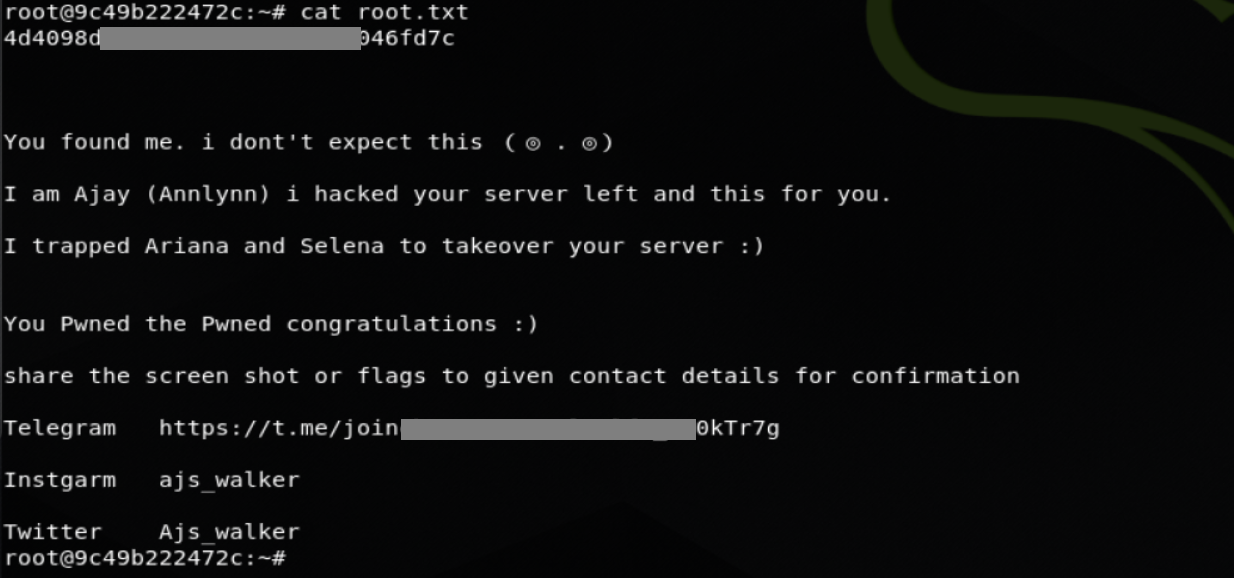 root@9c49b222472c:~# cat root.txt
4d4098d 046fd7c
You found me. i dont't expect this (◎ . ◎)
I am Ajay (Annlynn) i hacked your server left and this for you.
I trapped Ariana and Selena to takeover your server :)
You Pwned the Pwned congratulations :)
share the screen shot or flags to given contact details for confirmation
Telegram https://t.me/join 0kTr7g
Instgarm ajs_walker
Twitter Ajs_walker
root@9c49b222472c:~#